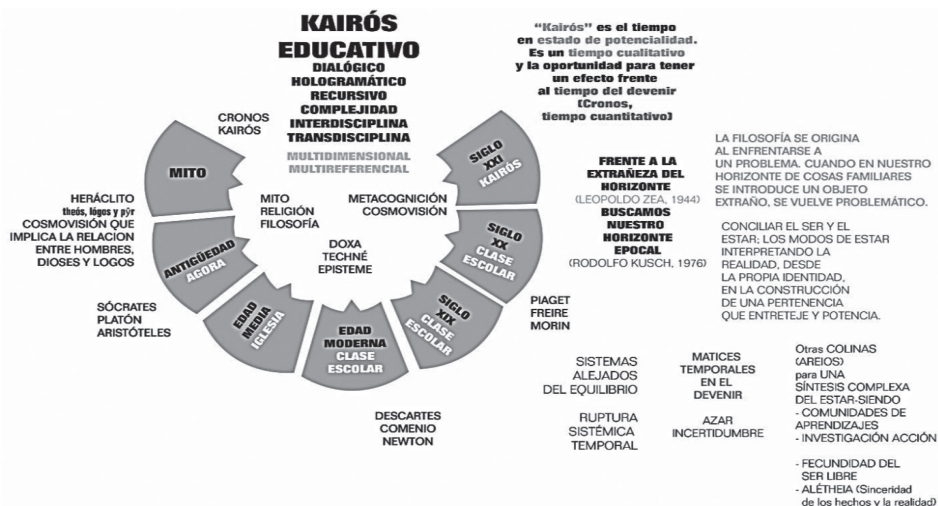 KAIRÓS
EDUCATIVO
DIALÓGICO
HOLOGRAMÁTICO
RECURSIVO
COMPLEJIDAD
INTERDISCIPLINA
TRANSDISCIPLINA
MULTIDIMENSIONAL
MULTIREFERENCIAL
"Kairós" es el tiempo
en estado de potencialidad.
Es un tiempo cualitativo
y la oportunidad para tener
un efecto frente
al tiempo del devenir
(Cronos,
tiempo cuantitativo)
CRONOS
KAIRÓS
MITO
HERÁCLITO
theós, lógos y pŷr
COSMOVISIÓN QUE
IMPLICA LA RELACION
ENTRE HOMBRES,
DIOSES Y LOGOS
ANTIGÜEDAD
AGORA
SÓCRATES
PLATÓN
ARISTÓTELES
EDAD
MEDIA
IGLESIA
EDAD
MODERNA
CLASE
ESCOLAR
DESCARTES
COMENIO
NEWTON
SIGLO
XIX
CLASE
ESCOLAR
SIGLO
XX
CLASE
ESCOLAR
PIAGET
FREIRE
MORIN
SIGLO
XXI
KAIRÓS
MITO
RELIGIÓN
FILOSOFÍA
METACOGNICIÓN
COSMOVISIÓN
DOXA
TECHNÉ
EPISTEME
FRENTE A LA
EXTRAÑEZA DEL
HORIZONTE
(LEOPOLDO ZEA, 1944)
BUSCAMOS
NUESTRO
HORIZONTE
EPOCAL
(RODOLFO KUSCH, 1976)
LA FILOSOFÍA SE ORIGINA
AL ENFRENTARSE A
UN PROBLEMA. CUANDO EN NUESTRO
HORIZONTE DE COSAS FAMILIARES
SE INTRODUCE UN OBJETO
EXTRAÑO, SE VUELVE PROBLEMÁTICO.
CONCILIAR EL SER Y EL
ESTAR; LOS MODOS DE ESTAR
INTERPRETANDO LA
REALIDAD, DESDE
LA PROPIA IDENTIDAD,
EN LA CONSTRUCCIÓN
DE UNA PERTENENCIA
QUE ENTRETEJE Y POTENCIA.
SISTEMAS
ALEJADOS
DEL EQUILIBRIO
RUPTURA
SISTÉMICA
TEMPORAL
MATICES
TEMPORALES
EN EL
DEVENIR
AZAR
INCERTIDUMBRE
Otras COLINAS
(AREIOS)
para UNA
SÍNTESIS COMPLEJA
DEL ESTAR-SIENDO
- COMUNIDADES DE
APRENDIZAJES
- INVESTIGACIÓN ACCIÓN
- FECUNDIDAD DEL
SER LIBRE
- ALÉTHEIA (Sinceridad
de los hechos y la realidad)